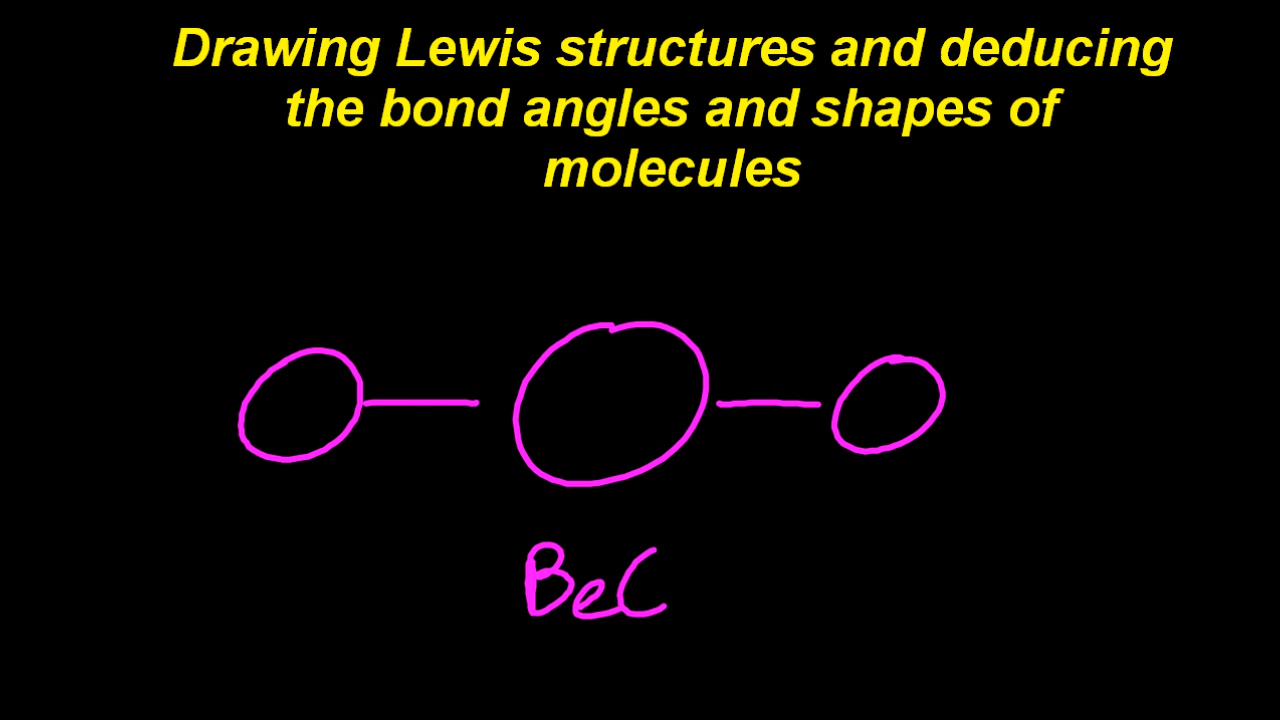 Drawing Lewis structures and deducing
the bond angles and shapes of
molecules
BeC